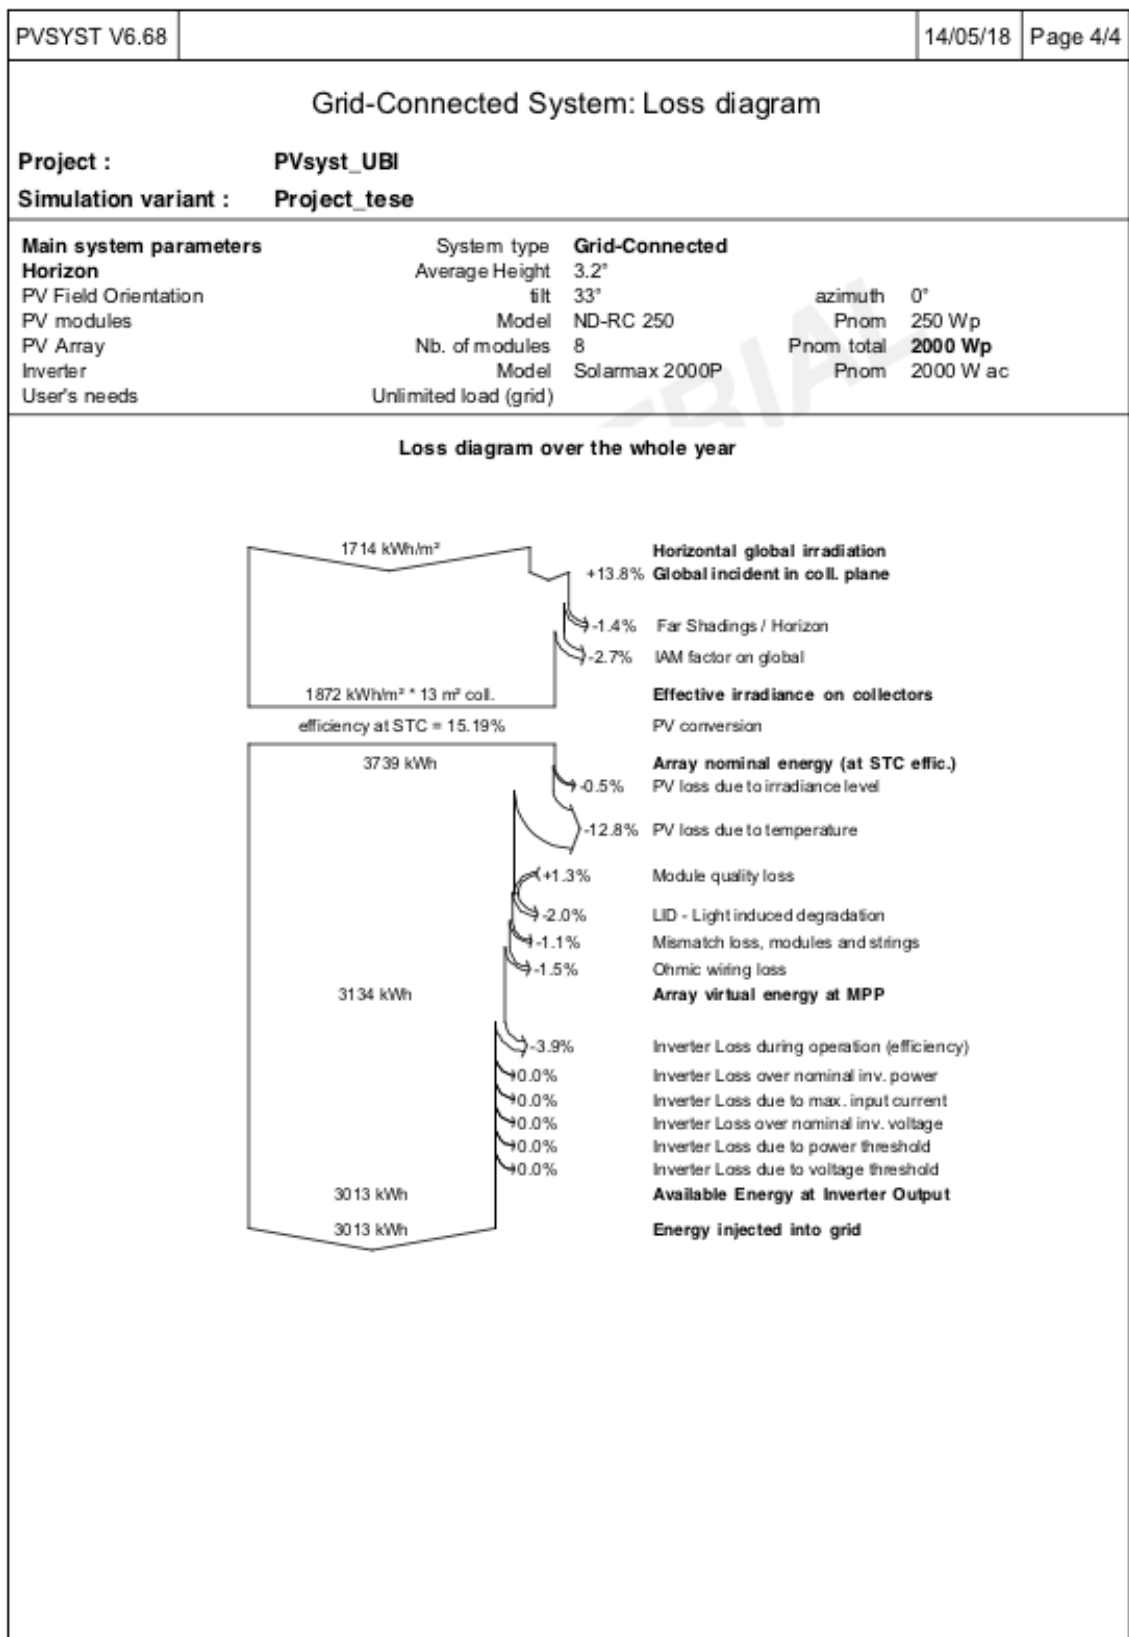 PVSYST V6.68 14/05/18 Page 4/4
Grid-Connected System: Loss diagram
Project : PVsyst_UBI
Simulation variant : Project_tese
Main system parameters System type Grid-Connected
Horizon Average Height 3.2°
PV Field Orientation tilt 33° azimuth 0°
PV modules Model ND-RC 250 Pnom 250 Wp
PV Array Nb. of modules 8 Pnom total 2000 Wp
Inverter Model Solarmax 2000P Pnom 2000 W ac
User's needs Unlimited load (grid)
TRIAL
Loss diagram over the whole year
1714 kWh/m² Horizontal global irradiation
+13.8% Global incident in coll. plane
-1.4% Far Shadings / Horizon
-2.7% IAM factor on global
1872 kWh/m² * 13 m² coll. Effective irradiance on collectors
efficiency at STC = 15.19% PV conversion
3739 kWh Array nominal energy (at STC effic.)
-0.5% PV loss due to irradiance level
-12.8% PV loss due to temperature
+1.3% Module quality loss
-2.0% LID - Light induced degradation
-1.1% Mismatch loss, modules and strings
-1.5% Ohmic wiring loss
3134 kWh Array virtual energy at MPP
-3.9% Inverter Loss during operation (efficiency)
0.0% Inverter Loss over nominal inv. power
0.0% Inverter Loss due to max. input current
0.0% Inverter Loss over nominal inv. voltage
0.0% Inverter Loss due to power threshold
0.0% Inverter Loss due to voltage threshold
3013 kWh Available Energy at Inverter Output
3013 kWh Energy injected into grid